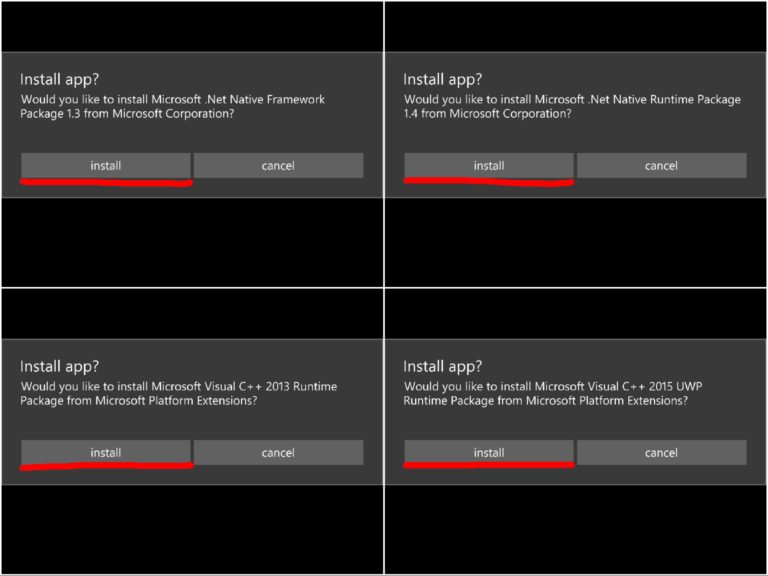 Install app?
Would you like to install Microsoft .Net Native Framework
Package 1.3 from Microsoft Corporation?
install
cancel
Install app?
Would you like to install Microsoft .Net Native Runtime Package
1.4 from Microsoft Corporation?
install
cancel
Install app?
Would you like to install Microsoft Visual C++ 2013 Runtime
Package from Microsoft Platform Extensions?
install
cancel
Install app?
Would you like to install Microsoft Visual C++ 2015 UWP
Runtime Package from Microsoft Platform Extensions?
install
cancel